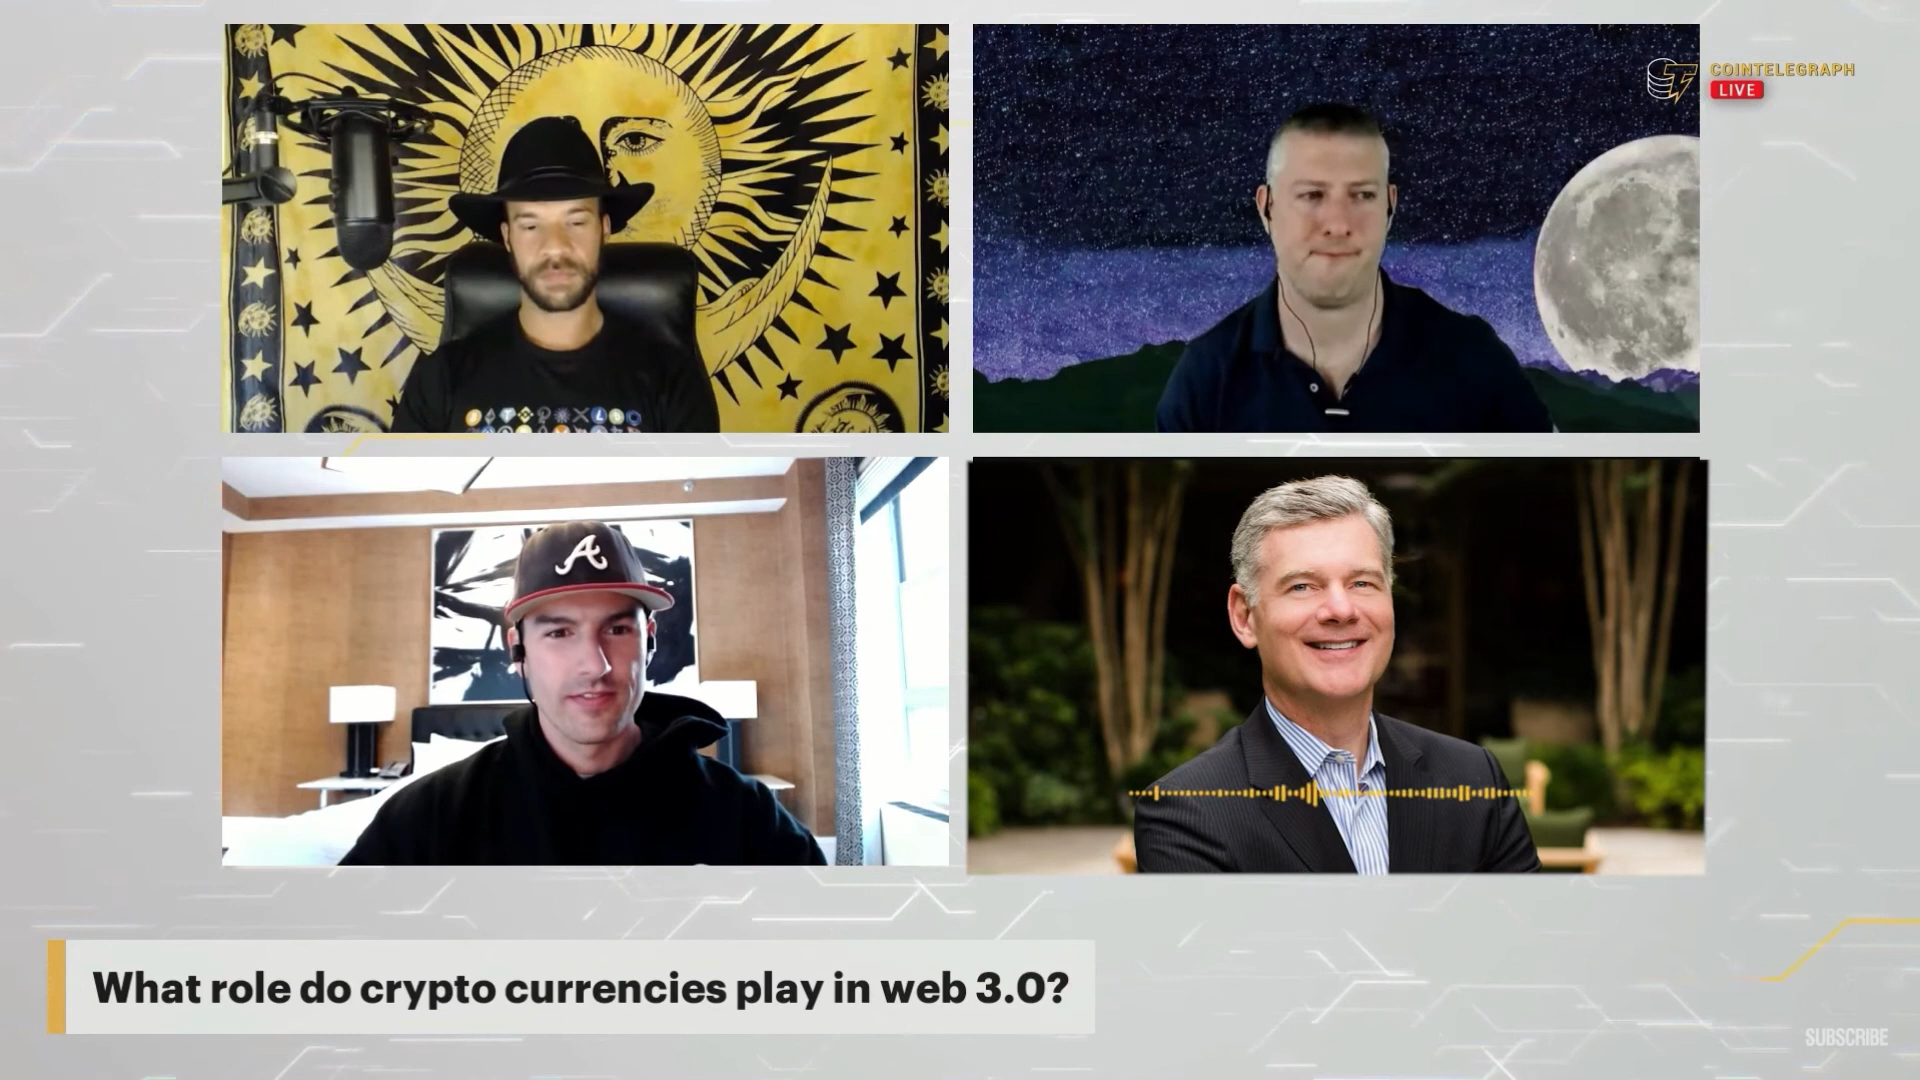 COINTELEGRAPH
LIVE
A
What role do crypto currencies play in web 3.0?
SUBSCRIBE